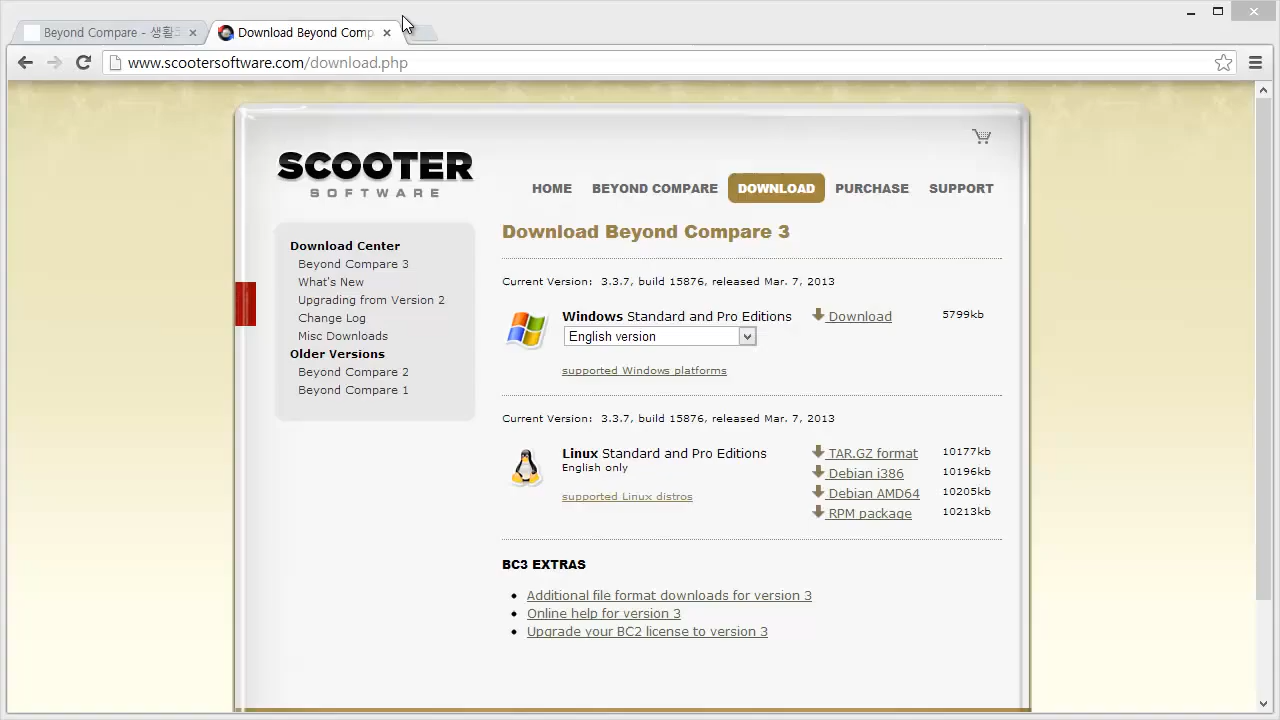 Beyond Compare - 생활코
Download Beyond Comp
www.scootersoftware.com/download.php
SCOOTER
SOFTWARE
HOME BEYOND COMPARE DOWNLOAD PURCHASE SUPPORT
Download Center
Beyond Compare 3
What's New
Upgrading from Version 2
Change Log
Misc Downloads
Older Versions
Beyond Compare 2
Beyond Compare 1
Download Beyond Compare 3
Current Version: 3.3.7, build 15876, released Mar. 7, 2013
Windows Standard and Pro Editions Download 5799kb
English version
supported Windows platforms
Current Version: 3.3.7, build 15876, released Mar. 7, 2013
Linux Standard and Pro Editions
English only
supported Linux distros
TAR.GZ format 10177kb
Debian i386 10196kb
Debian AMD64 10205kb
RPM package 10213kb
BC3 EXTRAS
Additional file format downloads for version 3
Online help for version 3
Upgrade your BC2 license to version 3